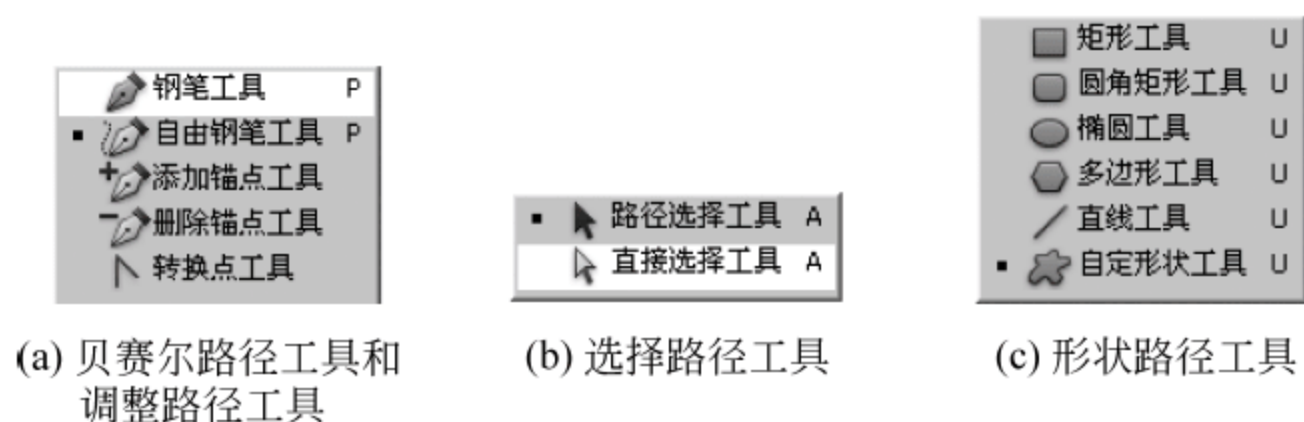 钢笔工具 P
自由钢笔工具 P
添加锚点工具
删除锚点工具
转换点工具
(a) 贝赛尔路径工具和
调整路径工具
路径选择工具 A
直接选择工具 A
(b) 选择路径工具
矩形工具 U
圆角矩形工具 U
椭圆工具 U
多边形工具 U
直线工具 U
自定形状工具 U
(c) 形状路径工具